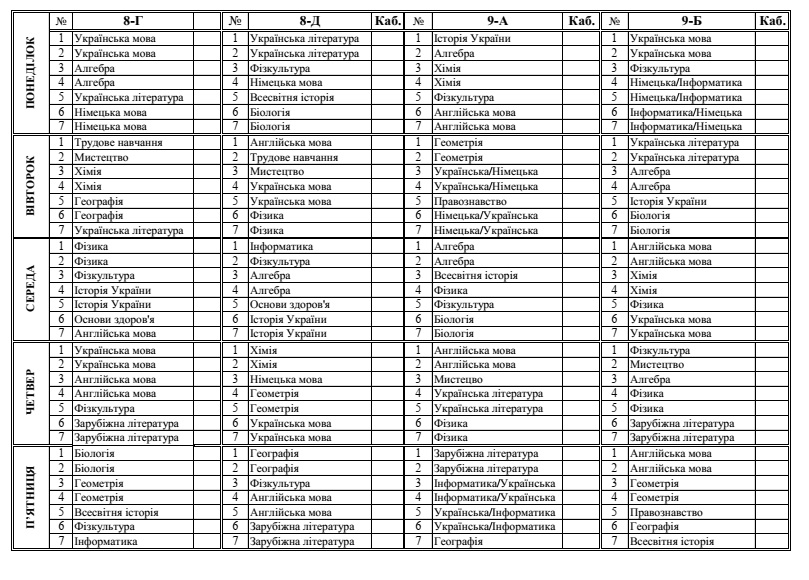 № 8-Г № 8-Д Каб. № 9-А Каб. № 9-Б Каб.
ПОНЕДІЛОК
1 Українська мова 1 Українська література 1 Історія України 1 Українська мова
2 Українська мова 2 Українська література 2 Алгебра 2 Українська мова
3 Алгебра 3 Фізкультура 3 Хімія 3 Фізкультура
4 Алгебра 4 Німецька мова 4 Хімія 4 Німецька/Інформатика
5 Українська література 5 Всесвітня історія 5 Фізкультура 5 Німецька/Інформатика
6 Німецька мова 6 Біологія 6 Англійська мова 6 Інформатика/Німецька
7 Німецька мова 7 Біологія 7 Англійська мова 7 Інформатика/Німецька
ВІВТОРОК
1 Трудове навчання 1 Англійська мова 1 Геометрія 1 Українська література
2 Мистецтво 2 Трудове навчання 2 Геометрія 2 Українська література
3 Хімія 3 Мистецтво 3 Українська/Німецька 3 Алгебра
4 Хімія 4 Українська мова 4 Українська/Німецька 4 Алгебра
5 Географія 5 Українська мова 5 Правознавство 5 Історія України
6 Географія 6 Фізика 6 Німецька/Українська 6 Біологія
7 Українська література 7 Фізика 7 Німецька/Українська 7 Біологія
СЕРЕДА
1 Фізика 1 Інформатика 1 Алгебра 1 Англійська мова
2 Фізика 2 Фізкультура 2 Алгебра 2 Англійська мова
3 Фізкультура 3 Алгебра 3 Всесвітня історія 3 Хімія
4 Історія України 4 Алгебра 4 Фізика 4 Хімія
5 Історія України 5 Основи здоров'я 5 Фізкультура 5 Фізика
6 Основи здоров'я 6 Історія України 6 Біологія 6 Українська мова
7 Англійська мова 7 Історія України 7 Біологія 7 Українська мова
ЧЕТВЕР
1 Українська мова 1 Хімія 1 Англійська мова 1 Фізкультура
2 Українська мова 2 Хімія 2 Англійська мова 2 Мистецтво
3 Англійська мова 3 Німецька мова 3 Мистецво 3 Алгебра
4 Англійська мова 4 Геометрія 4 Українська література 4 Фізика
5 Фізкультура 5 Геометрія 5 Українська література 5 Фізика
6 Зарубіжна література 6 Українська мова 6 Фізика 6 Зарубіжна література
7 Зарубіжна література 7 Українська мова 7 Фізика 7 Зарубіжна література
П'ЯТНИЦЯ
1 Біологія 1 Географія 1 Зарубіжна література 1 Англійська мова
2 Біологія 2 Географія 2 Зарубіжна література 2 Англійська мова
3 Геометрія 3 Фізкультура 3 Інформатика/Українська 3 Геометрія
4 Геометрія 4 Англійська мова 4 Інформатика/Українська 4 Геометрія
5 Всесвітня історія 5 Англійська мова 5 Українська/Інформатика 5 Правознавство
6 Фізкультура 6 Зарубіжна література 6 Українська/Інформатика 6 Географія
7 Інформатика 7 Зарубіжна література 7 Географія 7 Всесвітня історія